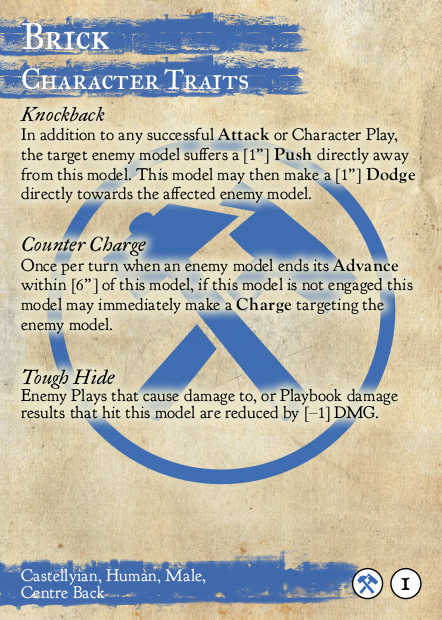 Brick
Character Traits
Knockback
In addition to any successful Attack or Character Play,
the target enemy model suffers a [1”] Push directly away
from this model. This model may then make a [1”] Dodge
directly towards the affected enemy model.
Counter Charge
Once per turn when an enemy model ends its Advance
within [6”] of this model, if this model is not engaged this
model may immediately make a Charge targeting the
enemy model.
Tough Hide
Enemy Plays that cause damage to, or Playbook damage
results that hit this model are reduced by [–1] DMG.
Castellyian, Human, Male,
Centre Back
1